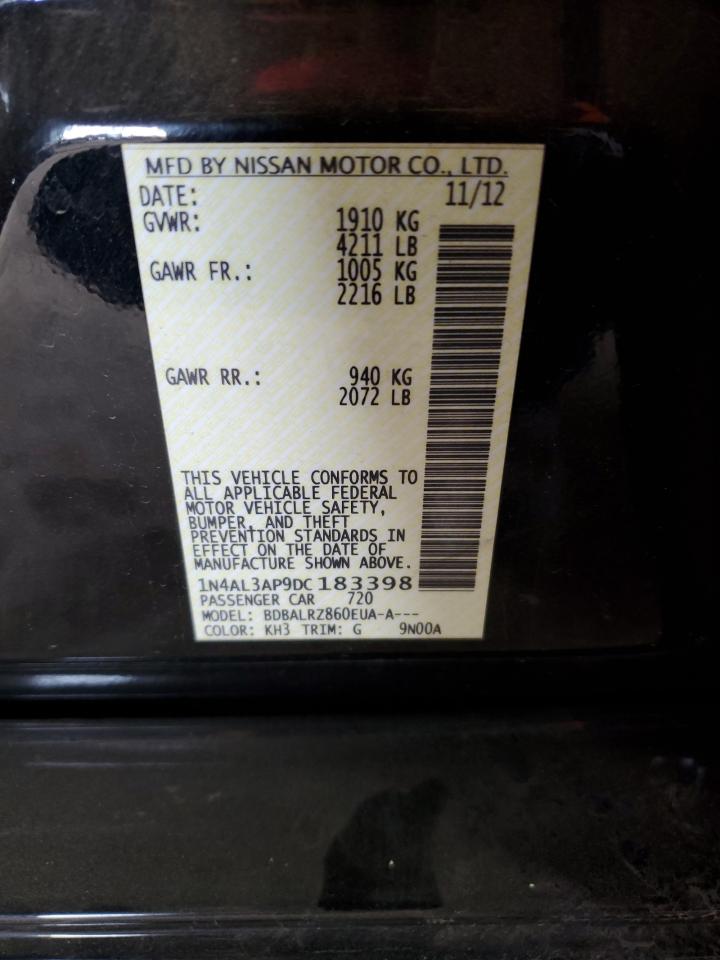 MFD BY NISSAN MOTOR CO., LTD.
DATE: 11/12
GVWR: 1910 KG
4211 LB
GAWR FR.: 1005 KG
2216 LB
GAWR RR.: 940 KG
2072 LB
THIS VEHICLE CONFORMS TO
ALL APPLICABLE FEDERAL
MOTOR VEHICLE SAFETY,
BUMPER, AND THEFT
PREVENTION STANDARDS IN
EFFECT ON THE DATE OF
MANUFACTURE SHOWN ABOVE.
1N4AL3AP9DC183398
PASSENGER CAR 720
MODEL: BDBALRZ860EUA-A---
COLOR: KH3 TRIM: G 9N00A